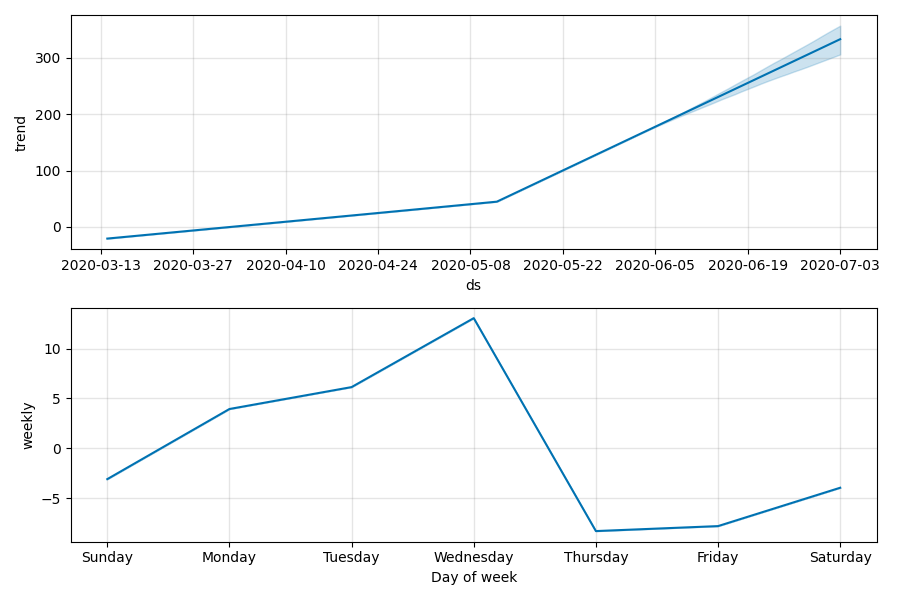 300
200
100
0
trend
2020-03-13 2020-03-27 2020-04-10 2020-04-24 2020-05-08 2020-05-22 2020-06-05 2020-06-19 2020-07-03
ds
10
5
0
−5
weekly
Sunday Monday Tuesday Wednesday Thursday Friday Saturday
Day of week